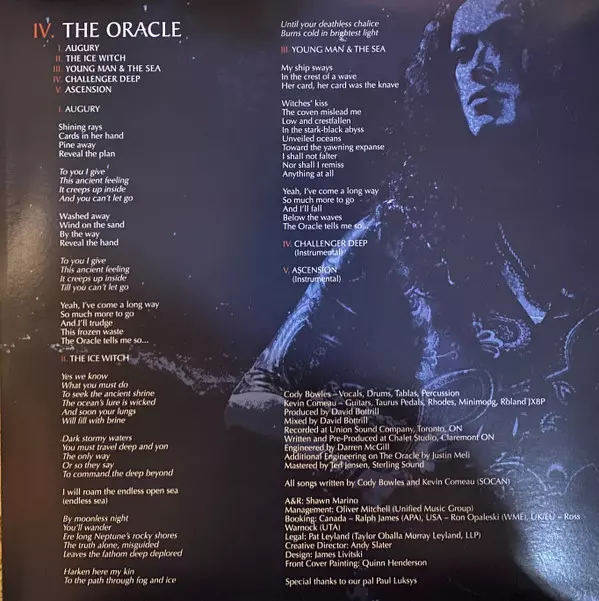 IV. THE ORACLE
I. AUGURY
II. THE ICE WITCH
III. YOUNG MAN & THE SEA
IV. CHALLENGER DEEP
V. ASCENSION
I. AUGURY
Shining rays
Cards in her hand
Pine away
Reveal the plan
To you I give
This ancient feeling
It creeps up inside
And you can't let go
Washed away
Wind on the sand
By the way
Reveal the hand
To you I give
This ancient feeling
It creeps up inside
Till you can't let go
Yeah, I've come a long way
So much more to go
And I'll trudge
This frozen waste
The Oracle tells me so...
II. THE ICE WITCH
Yes we know
What you must do
To seek the ancient shrine
The ocean's lure is wicked
And soon your lungs
Will fill with brine
Dark stormy waters
You must travel deep and yon
The only way
Or so they say
To command the deep beyond
I will roam the endless open sea
(endless sea)
By moonless night
You'll wander
Ere long Neptune's rocky shores
The truth alone, misguided
Leaves the fathom deep deplored
Harken here my kin
To the path through fog and ice
Until your deathless chalice
Burns cold in brightest light
III. YOUNG MAN & THE SEA
My ship sways
In the crest of a wave
Her card, her card was the knave
Witches' kiss
The coven mislead me
Low and crestfallen
In the stark-black abyss
Unveiled oceans
Toward the yawning expanse
I shall not falter
Nor shall I remiss
Anything at all
Yeah, I've come a long way
So much more to go
And I'll fall
Below the waves
The Oracle tells me so...
IV. CHALLENGER DEEP
(Instrumental)
V. ASCENSION
(Instrumental)
Cody Bowles – Vocals, Drums, Tablas, Percussion
Kevin Comeau – Guitars, Taurus Pedals, Rhodes, Minimoog, Roland JX8P
Produced by David Bottrill
Mixed by David Bottrill
Recorded at Union Sound Company, Toronto, ON
Written and Pre-Produced at Chalet Studio, Claremont ON
Engineered by Darren McGill
Additional Engineering on The Oracle by Justin Meli
Mastered by Ted Jensen, Sterling Sound
All songs written by Cody Bowles and Kevin Comeau (SOCAN)
A&R: Shawn Marino
Management: Oliver Mitchell (Unified Music Group)
Booking: Canada – Ralph James (APA), USA – Ron Opaleski (WME), UK/EU – Ross
Warnock (UTA)
Legal: Pat Leyland (Taylor Oballa Murray Leyland, LLP)
Creative Director: Andy Slater
Design: James Livitski
Front Cover Painting: Quinn Henderson
Special thanks to our pal Paul Luksys